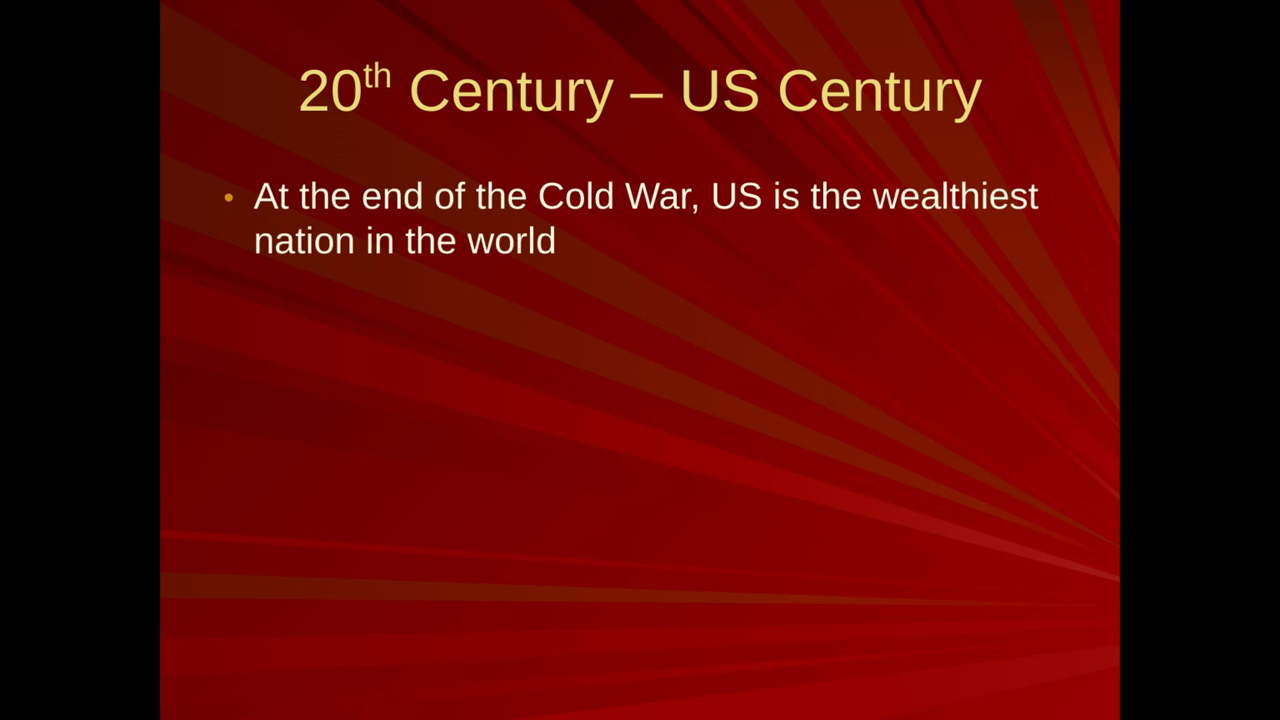 20th Century – US Century
• At the end of the Cold War, US is the wealthiest
nation in the world